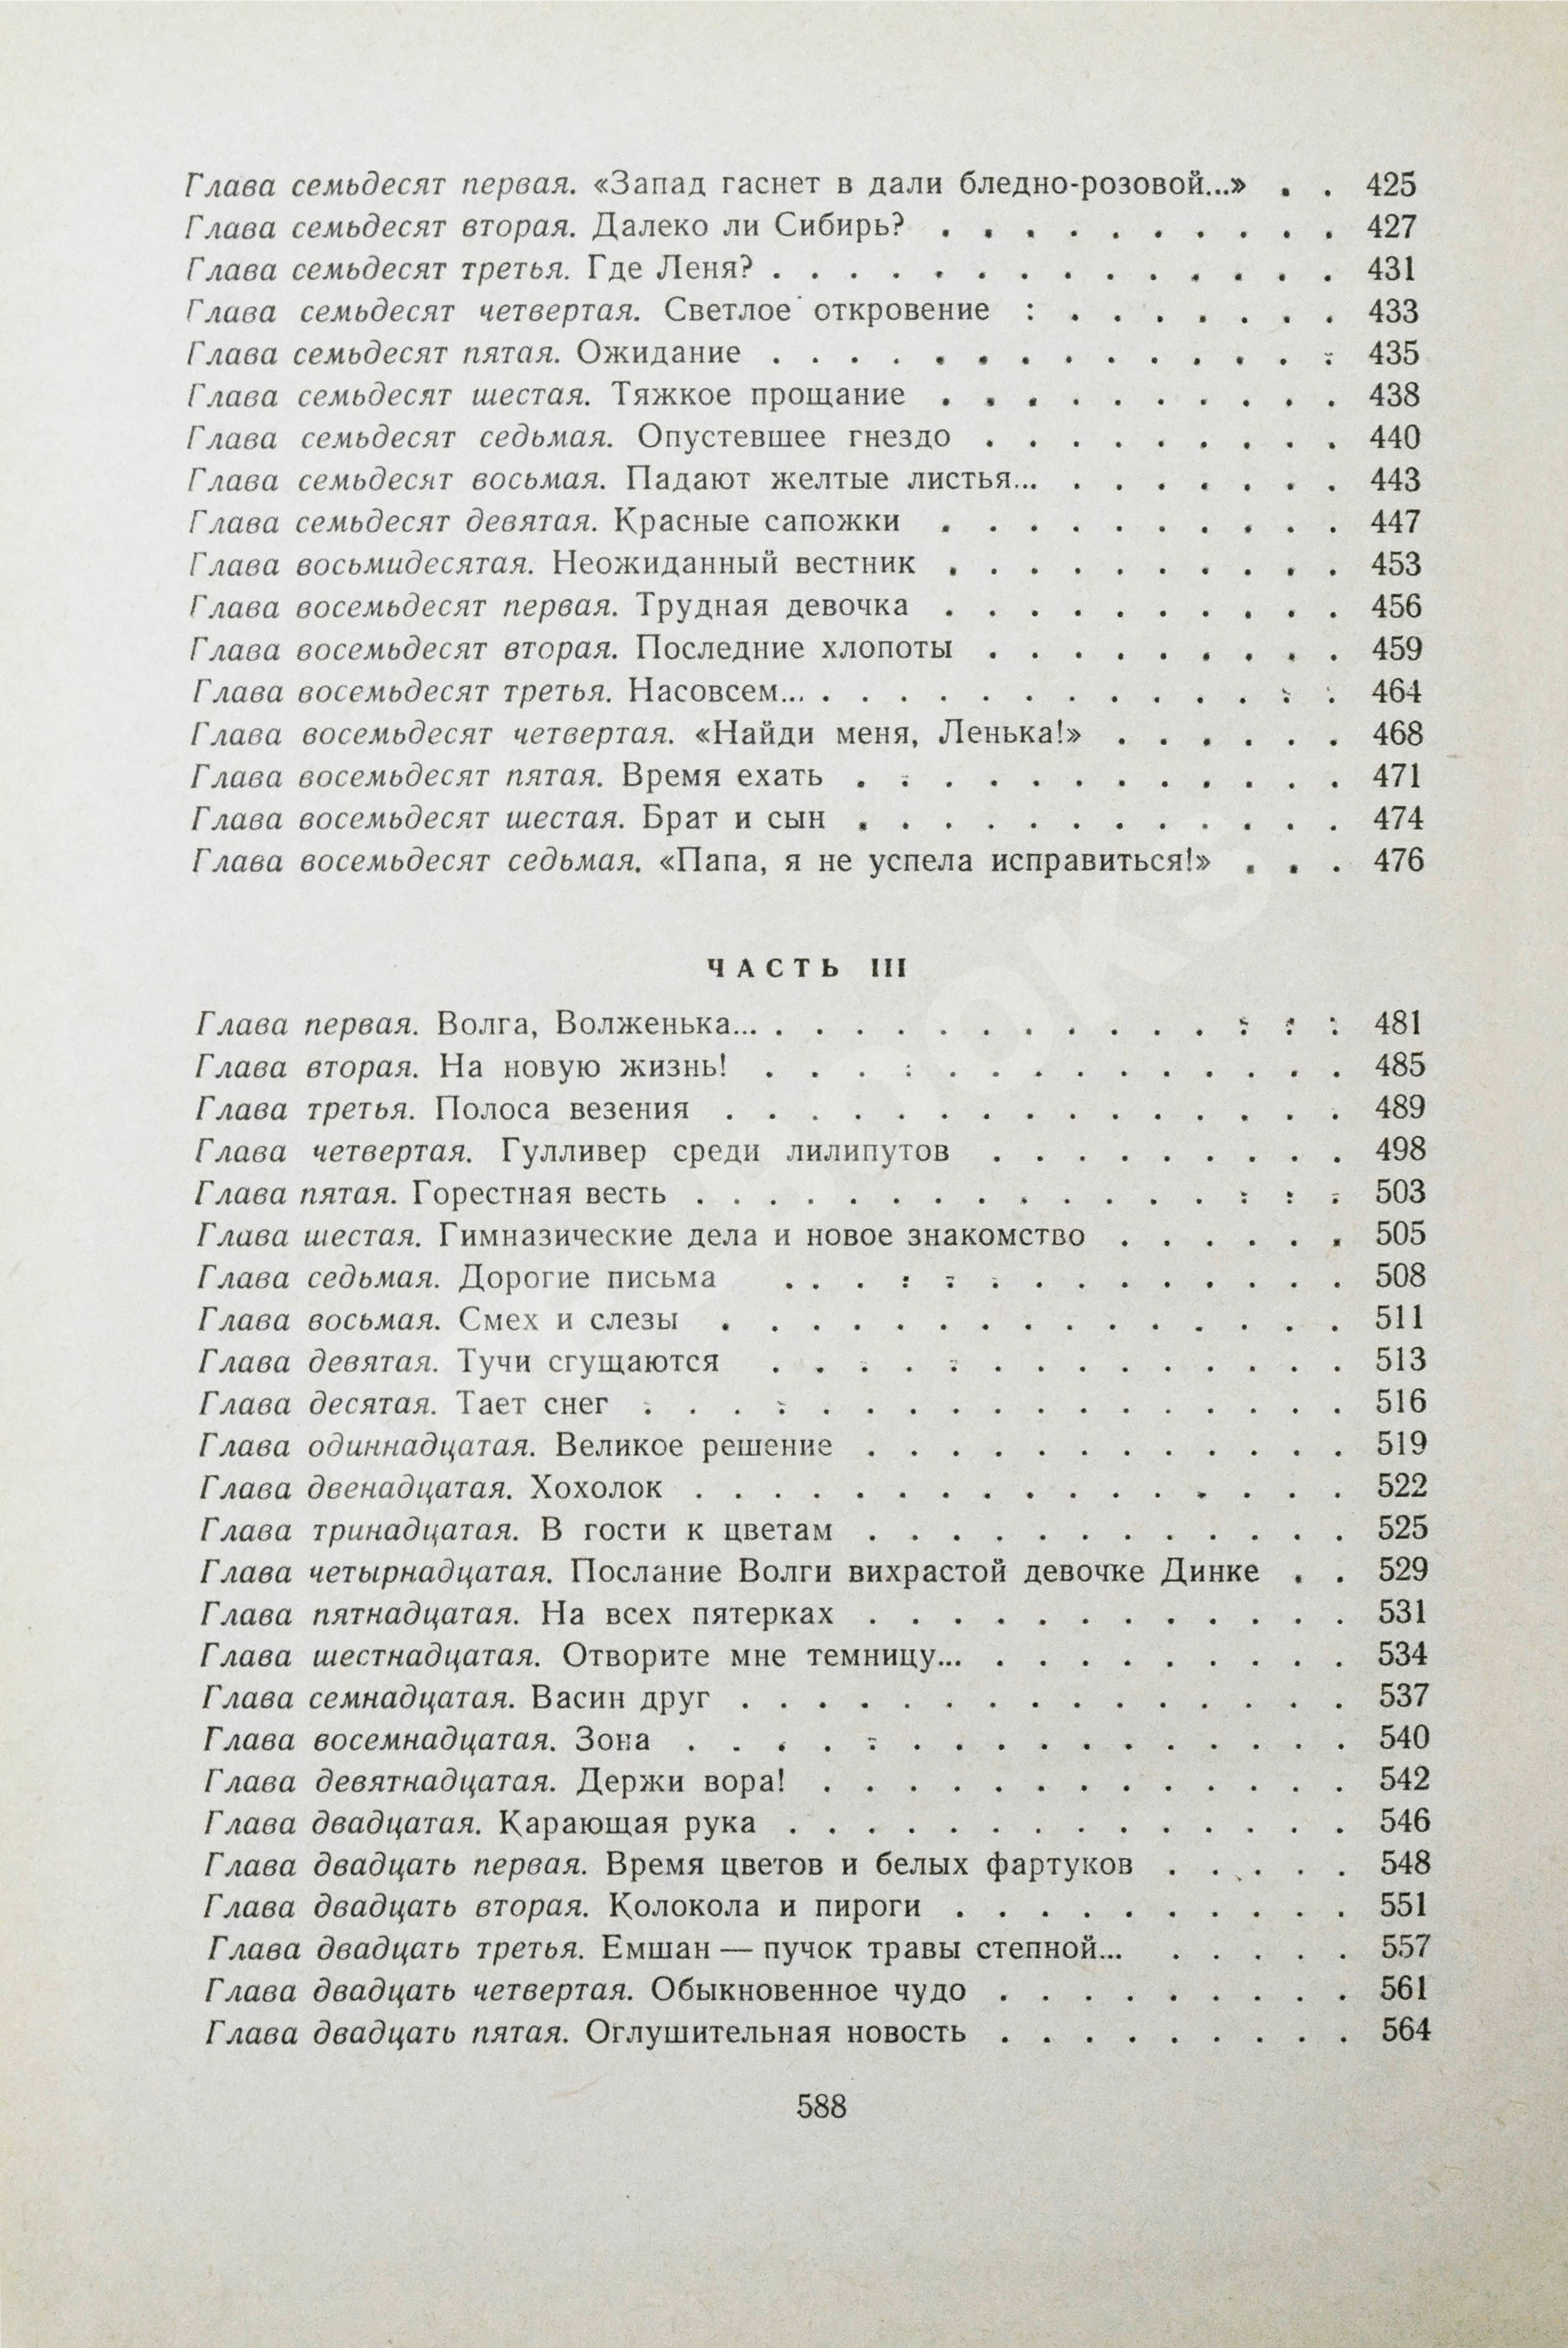 Глава семьдесят первая. «Запад гаснет в дали бледно-розовой...» . . 425
Глава семьдесят вторая. Далеко ли Сибирь? . . . . . . . . . . 427
Глава семьдесят третья. Где Леня? . . . . . . . . . . . . . . 431
Глава семьдесят четвертая. Светлое откровение : . . . . . . . 433
Глава семьдесят пятая. Ожидание . . . . . . . . . . . . . . 435
Глава семьдесят шестая. Тяжкое прощание . . . . . . . . . . 438
Глава семьдесят седьмая. Опустевшее гнездо . . . . . . . . . 440
Глава семьдесят восьмая. Падают желтые листья... . . . . . . . 443
Глава семьдесят девятая. Красные сапожки . . . . . . . . . . 447
Глава восьмидесятая. Неожиданный вестник . . . . . . . . . . 453
Глава восемьдесят первая. Трудная девочка . . . . . . . . . . 456
Глава восемьдесят вторая. Последние хлопоты . . . . . . . . . 459
Глава восемьдесят третья. Насовсем... . . . . . . . . . . . . . 464
Глава восемьдесят четвертая. «Найди меня, Ленька!» . . . . . . 468
Глава восемьдесят пятая. Время ехать . . . . . . . . . . . . 471
Глава восемьдесят шестая. Брат и сын . . . . . . . . . . . . 474
Глава восемьдесят седьмая. «Папа, я не успела исправиться!» . . . 476
ЧАСТЬ III
Глава первая. Волга, Волженька... . . . . . . . . . . . . . . 481
Глава вторая. На новую жизнь! . . . . . . . . . . . . . . 485
Глава третья. Полоса везения . . . . . . . . . . . . . . . 489
Глава четвертая. Гулливер среди лилипутов . . . . . . . . . 498
Глава пятая. Горестная весть . . . . . . . . . . . . . . . . 503
Глава шестая. Гимназические дела и новое знакомство . . . . . . 505
Глава седьмая. Дорогие письма . . . . . . . . . . . . . . 508
Глава восьмая. Смех и слезы . . . . . . . . . . . . . . . 511
Глава девятая. Тучи сгущаются . . . . . . . . . . . . . . 513
Глава десятая. Тает снег . . . . . . . . . . . . . . . . . 516
Глава одиннадцатая. Великое решение . . . . . . . . . . . . 519
Глава двенадцатая. Хохолок . . . . . . . . . . . . . . . . 522
Глава тринадцатая. В гости к цветам . . . . . . . . . . . . 525
Глава четырнадцатая. Послание Волги вихрастой девочке Динке . . 529
Глава пятнадцатая. На всех пятерках . . . . . . . . . . . . 531
Глава шестнадцатая. Отворите мне темницу... . . . . . . . . . 534
Глава семнадцатая. Васин друг . . . . . . . . . . . . . . . 537
Глава восемнадцатая. Зона . . . . . . . . . . . . . . . . 540
Глава девятнадцатая. Держи вора! . . . . . . . . . . . . . 542
Глава двадцатая. Карающая рука . . . . . . . . . . . . . . 546
Глава двадцать первая. Время цветов и белых фартуков . . . . . 548
Глава двадцать вторая. Колокола и пироги . . . . . . . . . . 551
Глава двадцать третья. Емшан — пучок травы степной... . . . . . 557
Глава двадцать четвертая. Обыкновенное чудо . . . . . . . . . 561
Глава двадцать пятая. Оглушительная новость . . . . . . . . . 564
588